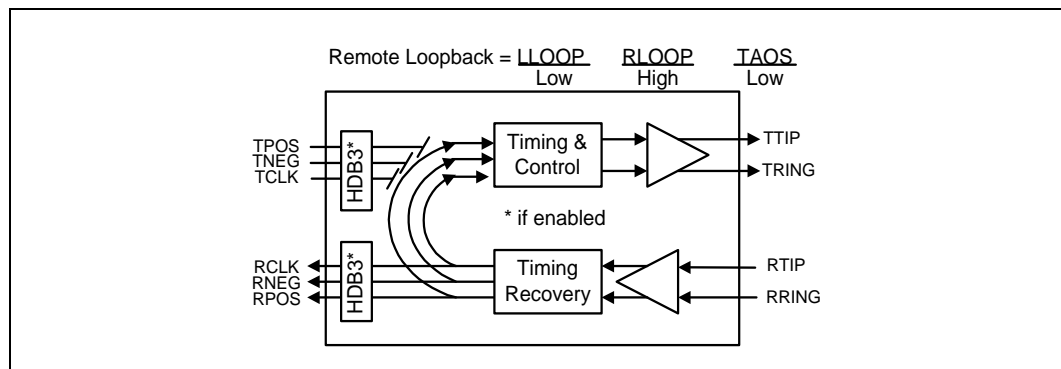 Remote Loopback = LLOOP RLOOP TAOS
Low High Low
TPOS
TNEG
TCLK
HDB3*
Timing &
Control
TTIP
TRING
* if enabled
RCLK
RNEG
RPOS
HDB3*
Timing
Recovery
RTIP
RRING